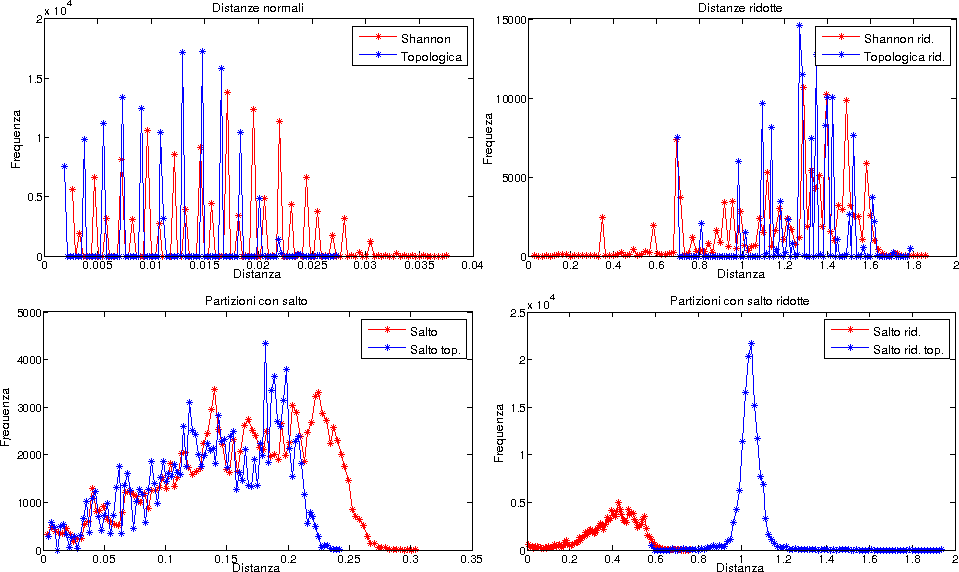 Distanze normali
x 10^4
2
1.5
1
0.5
0
Frequenza
0
0.005
0.01
0.015
0.02
0.025
0.03
0.035
0.04
Distanza
Shannon
Topologica
Distanze ridotte
15000
10000
5000
0
Frequeza
0
0.2
0.4
0.6
0.8
1
1.2
1.4
1.6
1.8
2
Distanza
Shannon rid.
Topologica rid.
Partizioni con salto
5000
4000
3000
2000
1000
0
Frequenza
0
0.05
0.1
0.15
0.2
0.25
0.3
0.35
Distanza
Salto
Salto top.
Partizioni con salto ridotte
x 10^4
2.5
2
1.5
1
0.5
0
Frequenza
0
0.2
0.4
0.6
0.8
1
1.2
1.4
1.6
1.8
2
Distanza
Salto rid.
Salto rid. top.